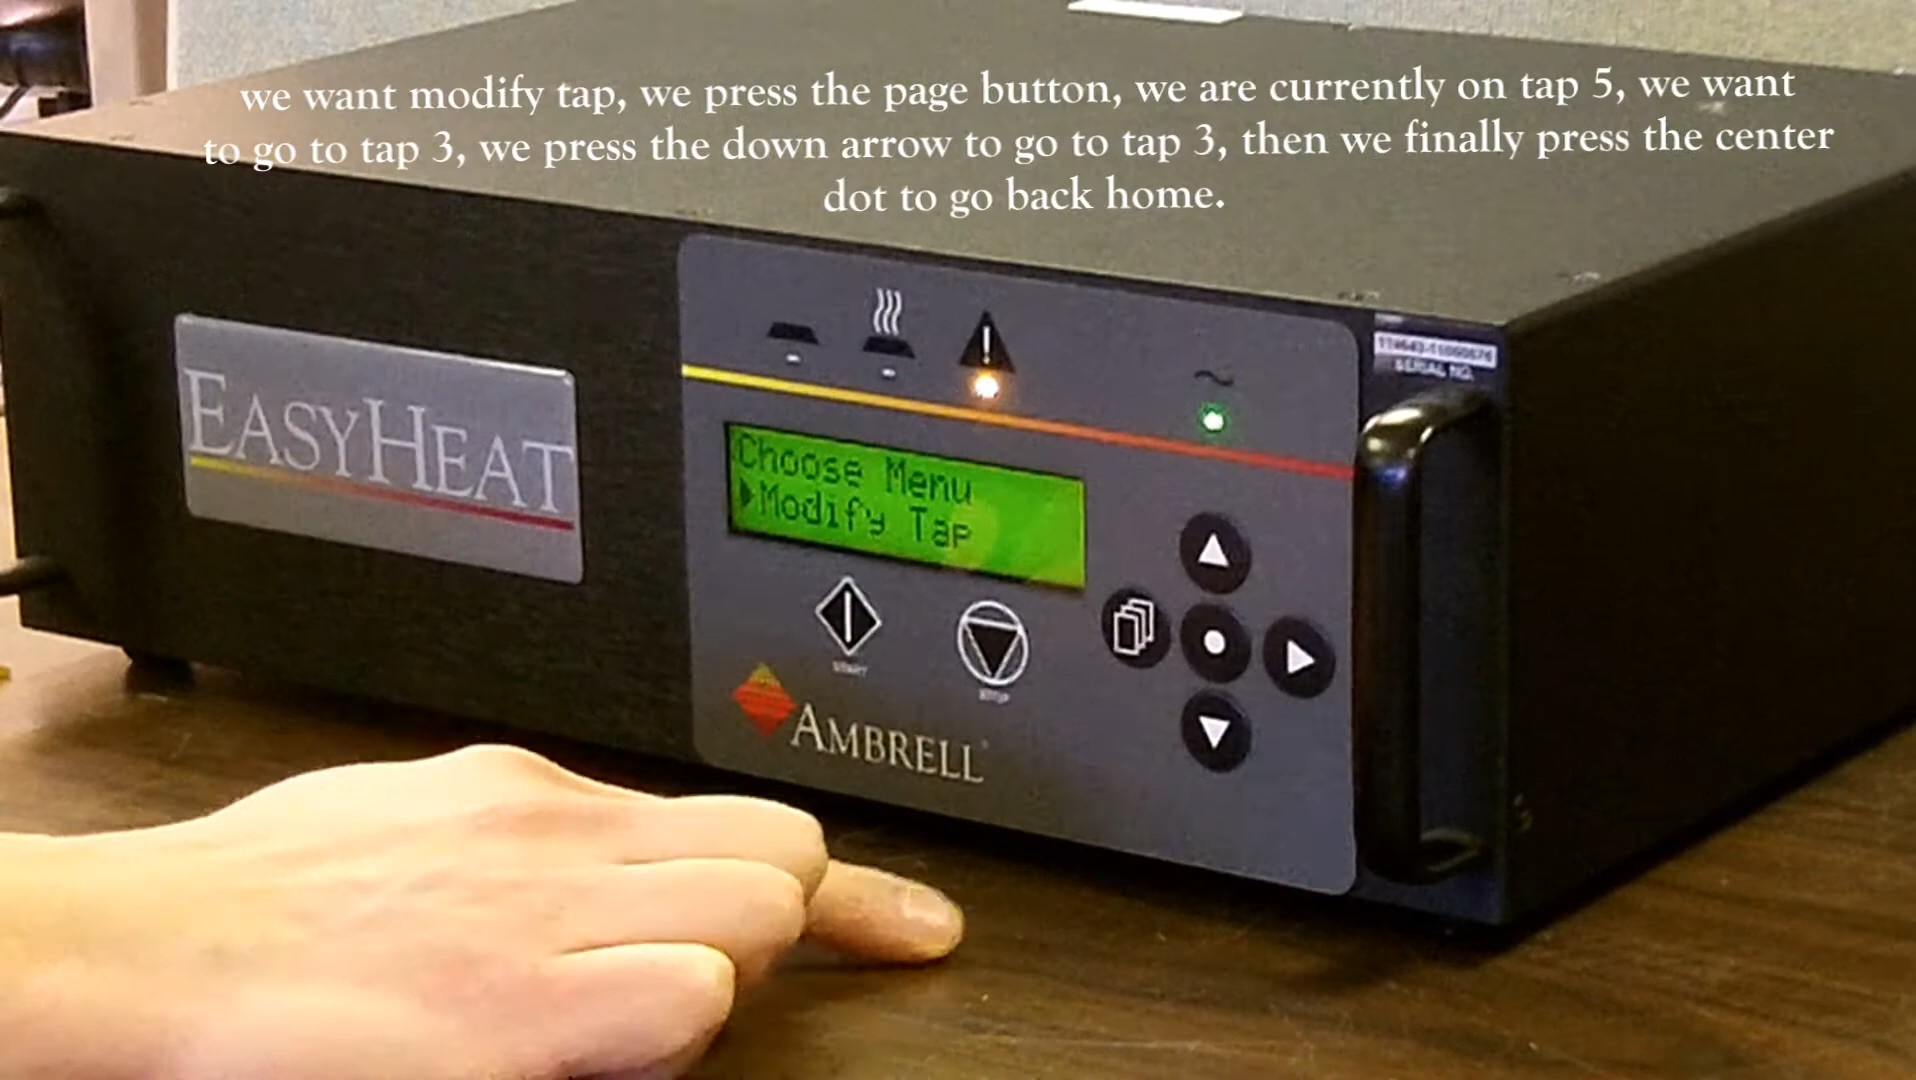 we want modify tap, we press the page button, we are currently on tap 5, we want
to go to tap 3, we press the down arrow to go to tap 3, then we finally press the center
dot to go back home.
SERIAL NO.
EASYHEAT
Choose Menu
Modify Tap
START
STOP
AMBRELL